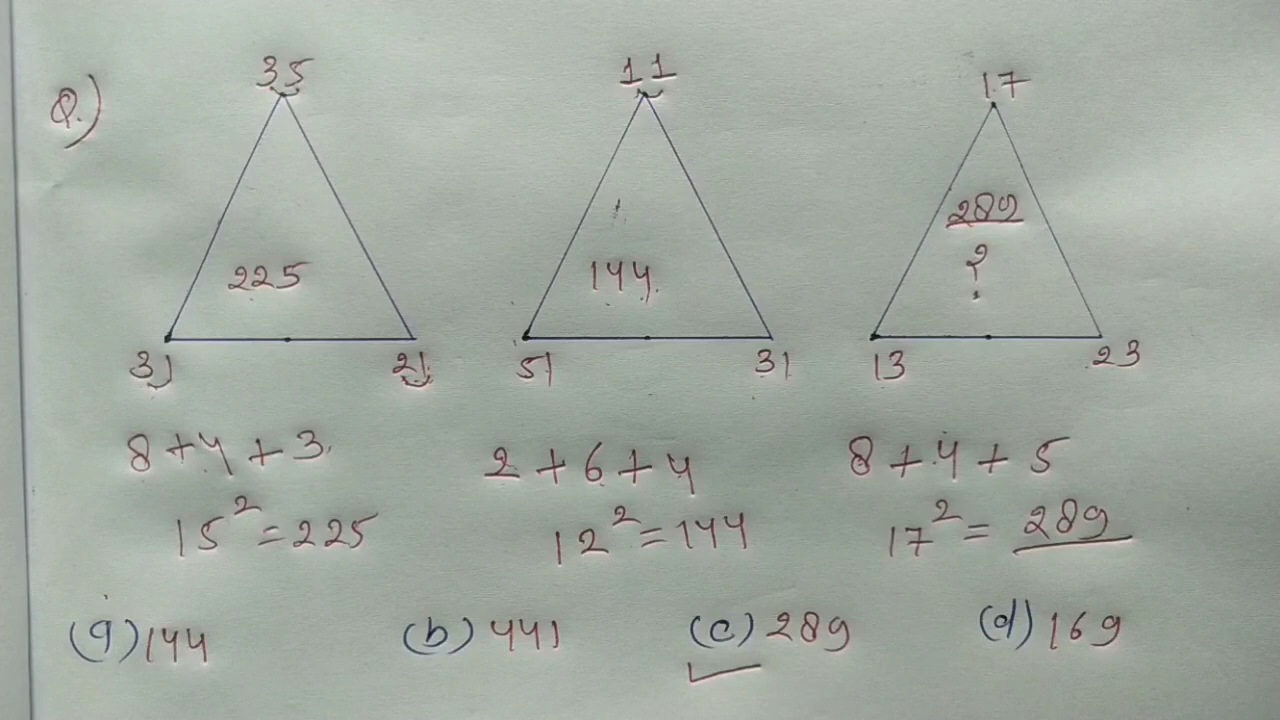 Q.)
35 11 17
225 144 289
?
31 21 51 31 13 23
8+4+3 2+6+4 8+4+5
15²=225 12²=144 17²=289
(a)144 (b)441 (c)289 (d)169